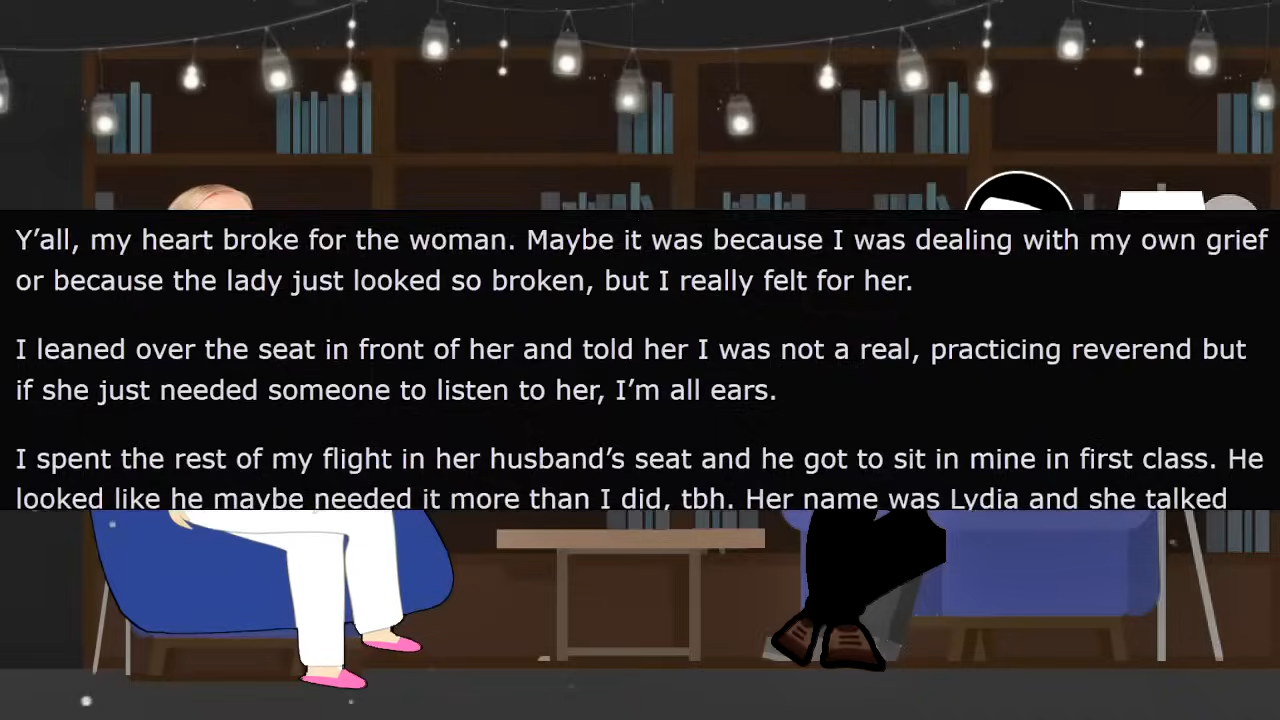 Y’all, my heart broke for the woman. Maybe it was because I was dealing with my own grief
or because the lady just looked so broken, but I really felt for her.
I leaned over the seat in front of her and told her I was not a real, practicing reverend but
if she just needed someone to listen to her, I’m all ears.
I spent the rest of my flight in her husband’s seat and he got to sit in mine in first class. He
looked like he maybe needed it more than I did, tbh. Her name was Lydia and she talked